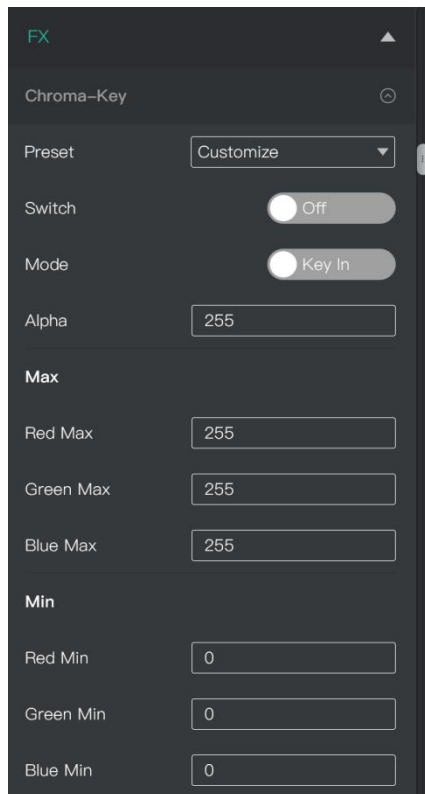 FX
Chroma-Key
Preset Customize
Switch Off
Mode Key In
Alpha 255
Max
Red Max 255
Green Max 255
Blue Max 255
Min
Red Min 0
Green Min 0
Blue Min 0